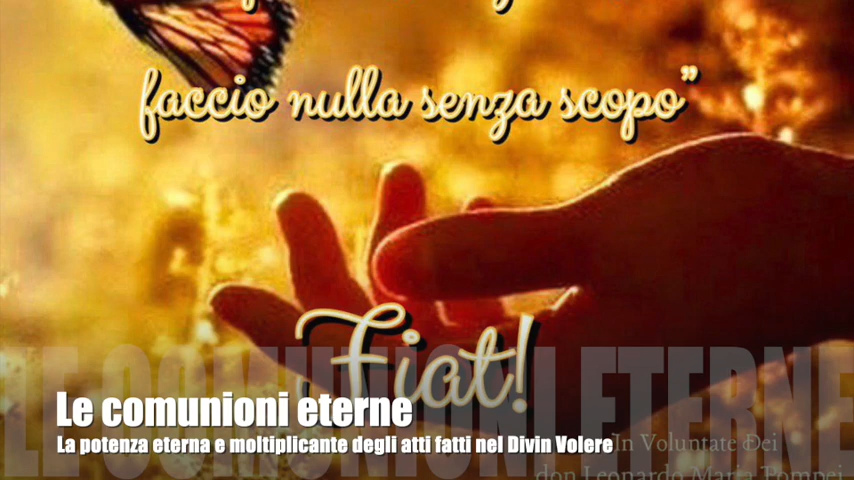 faccio nulla senza scopo”
Fiat!
LE COMUNIONI ETERNE
Le comunioni eterne
La potenza eterna e moltiplicante degli atti fatti nel Divin Volere
In Voluntate Dei
don Leonardo Maria Pompei